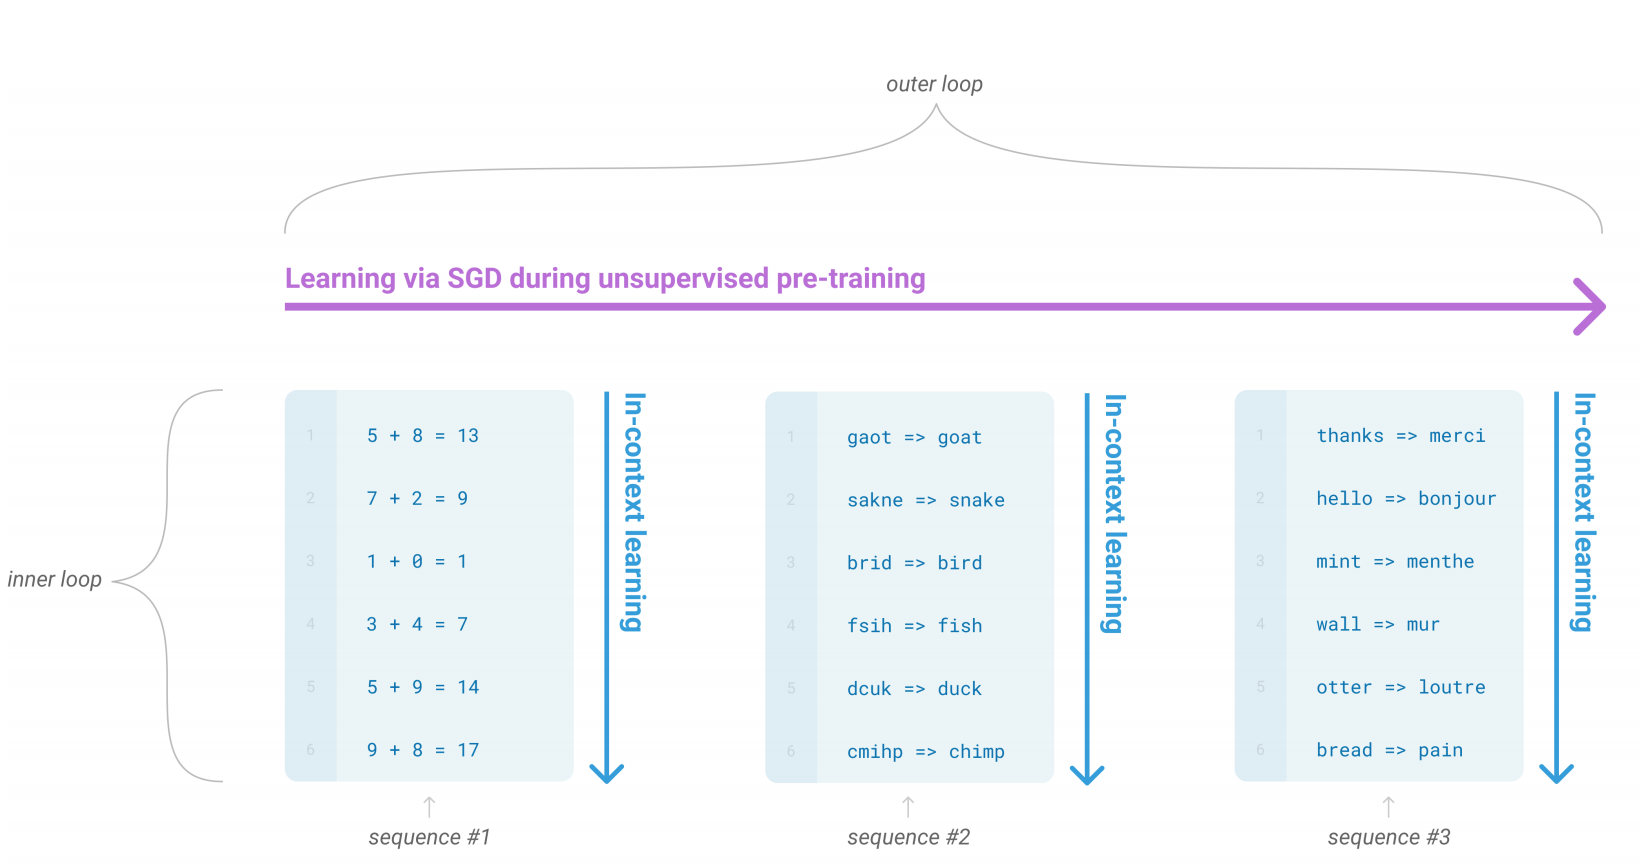 outer loop
Learning via SGD during unsupervised pre-training
inner loop
1 5 + 8 = 13
2 7 + 2 = 9
3 1 + 0 = 1
4 3 + 4 = 7
5 5 + 9 = 14
6 9 + 8 = 17
In-context learning
sequence #1
1 gaot => goat
2 sakne => snake
3 brid => bird
4 fsih => fish
5 dcuk => duck
6 cmihp => chimp
In-context learning
sequence #2
1 thanks => merci
2 hello => bonjour
3 mint => menthe
4 wall => mur
5 otter => loutre
6 bread => pain
In-context learning
sequence #3